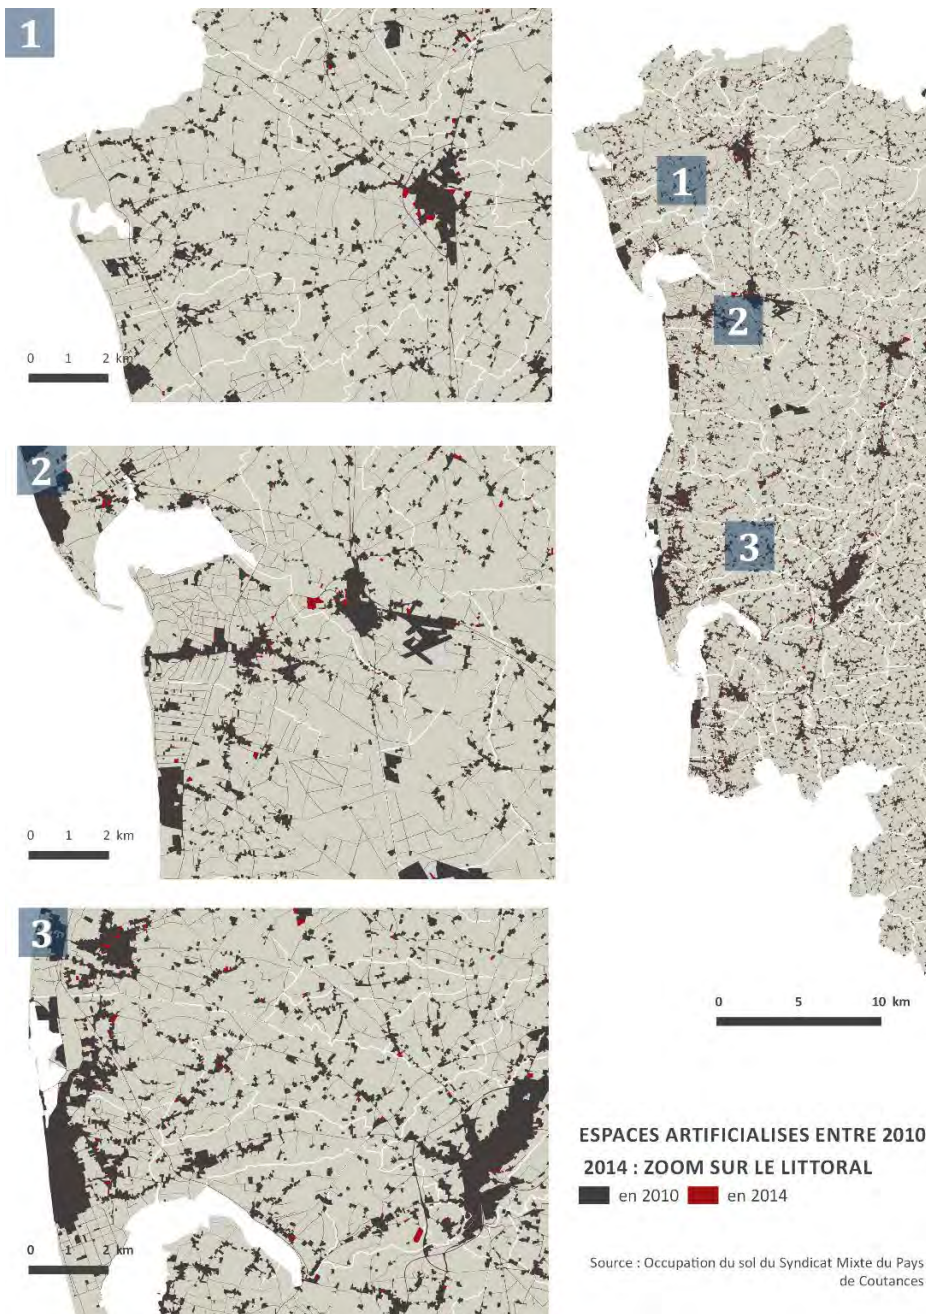 1
0 1 2 km
2
0 1 2 km
3
0 1 2 km
1
2
3
0 5 10 km
ESPACES ARTIFICIALISES ENTRE 2010
2014 : ZOOM SUR LE LITTORAL
en 2010 en 2014
Source : Occupation du sol du Syndicat Mixte du Pays
de Coutances